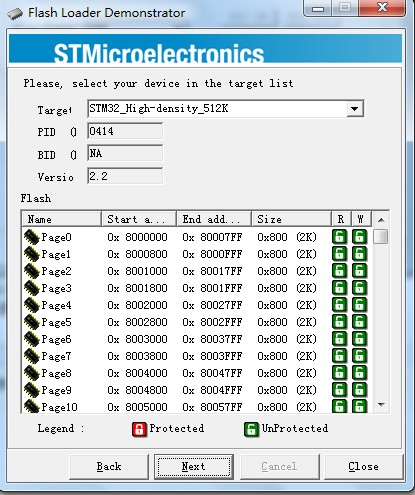 Flash Loader Demonstrator
STMicroelectronics
Please, select your device in the target list
Target STM32_High-density_512K
PID () 0414
BID () NA
Versio 2.2
Flash
Name Start a... End add... Size R W
Page0 0x 8000000 0x 80007FF 0x800 (2K)
Page1 0x 8000800 0x 8000FFF 0x800 (2K)
Page2 0x 8001000 0x 80017FF 0x800 (2K)
Page3 0x 8001800 0x 8001FFF 0x800 (2K)
Page4 0x 8002000 0x 80027FF 0x800 (2K)
Page5 0x 8002800 0x 8002FFF 0x800 (2K)
Page6 0x 8003000 0x 80037FF 0x800 (2K)
Page7 0x 8003800 0x 8003FFF 0x800 (2K)
Page8 0x 8004000 0x 80047FF 0x800 (2K)
Page9 0x 8004800 0x 8004FFF 0x800 (2K)
Page10 0x 8005000 0x 80057FF 0x800 (2K)
Legend : Protected UnProtected
Back Next Cancel Close